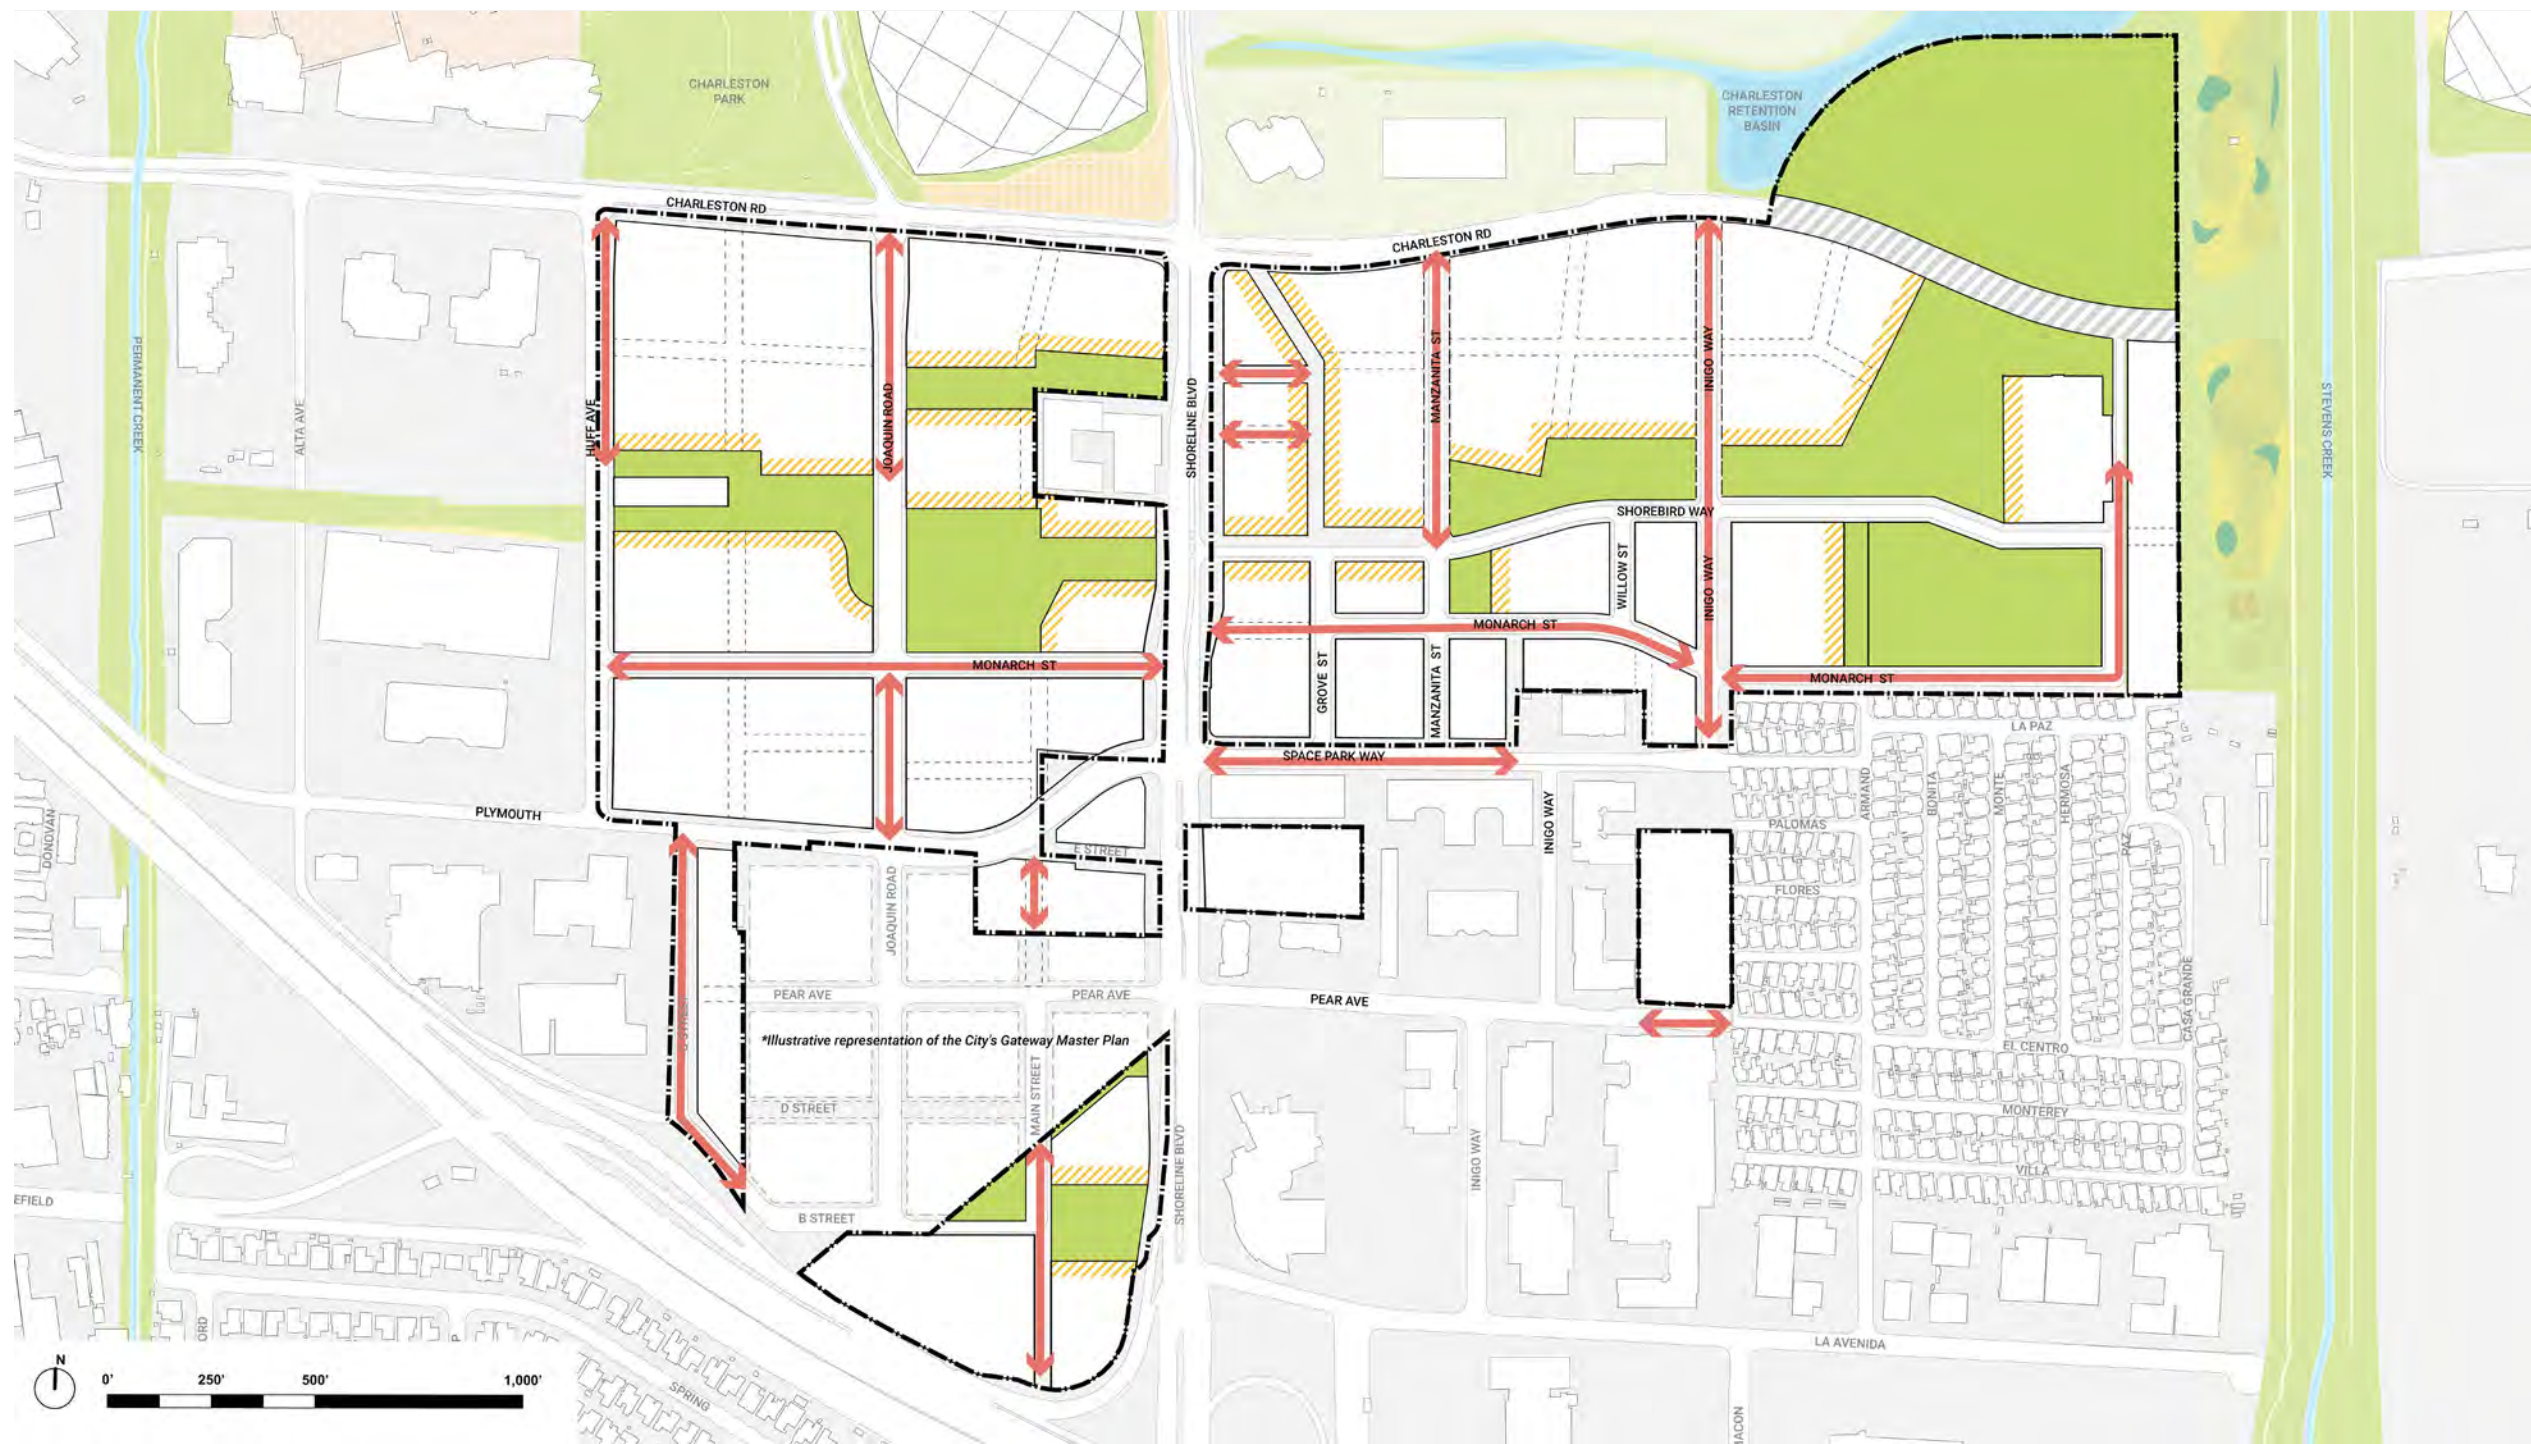 CHARLESTON
PARK
CHARLESTON
RETENTION
BASIN
CHARLESTON RD
CHARLESTON RD
PERMANENT CREEK
ALTA AVE
HUFF AVE
JOAQUIN ROAD
SHORELINE BLVD
MANZANITA ST
INIGO WAY
STEVENS CREEK
SHOREBIRD WAY
WILLOW ST
INIGO WAY
MONARCH ST
MONARCH ST
MONARCH ST
GROVE ST
MANZANITA ST
SPACE PARK WAY
LA PAZ
ARMAND
BONITA
MONTE
HERMOSA
PAZ
PLYMOUTH
DONOVAN
E STREET
INIGO WAY
PALOMAS
FLORES
JOAQUIN ROAD
CASA GRANDE
PEAR AVE
PEAR AVE
PEAR AVE
*Illustrative representation of the City's Gateway Master Plan
EL CENTRO
MAIN STREET
D STREET
MONTEREY
SHORELINE BLVD
INIGO WAY
VILLA
EFIELD
B STREET
LA AVENIDA
SPRING
ORD
P
MACON
N
0' 250' 500' 1,000'